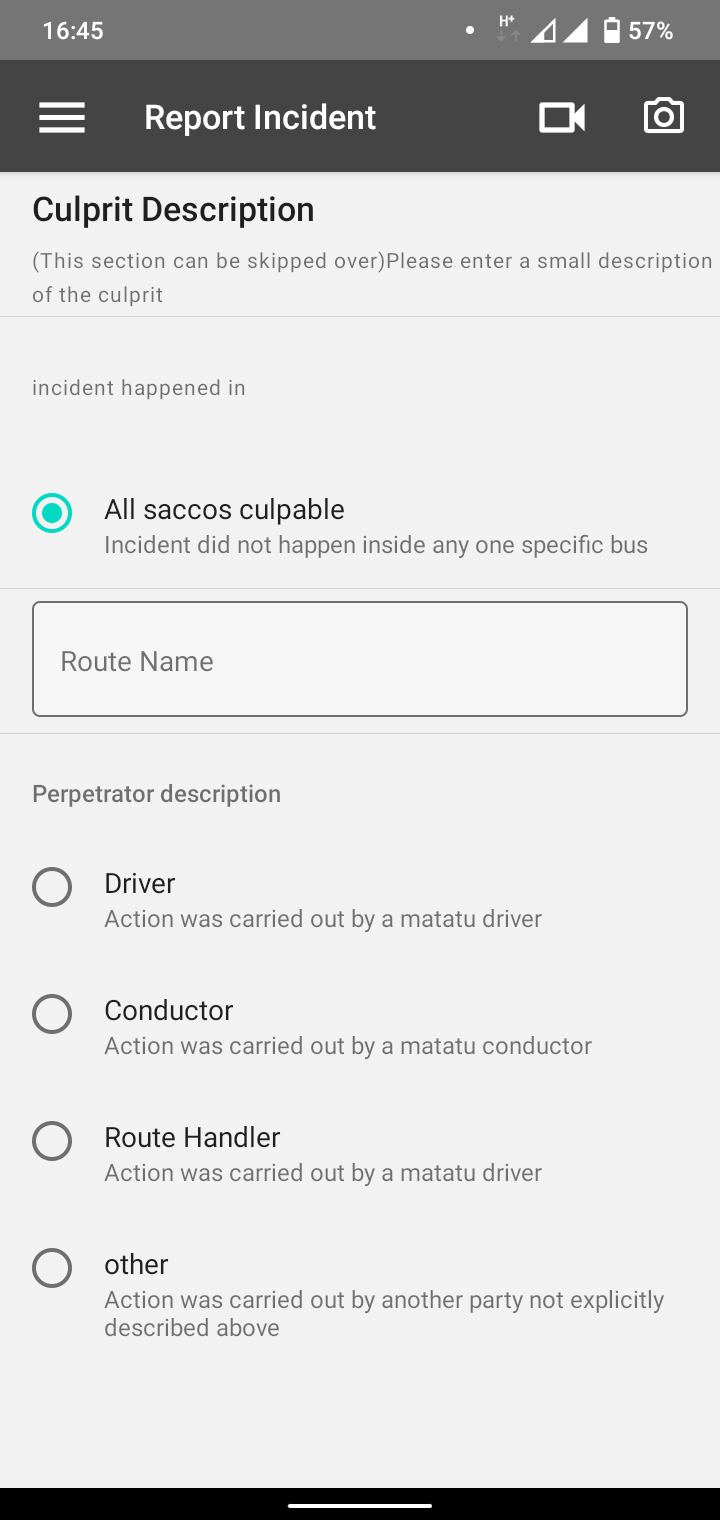 16:45
H+
57%
Report Incident
Culprit Description
(This section can be skipped over)Please enter a small description
of the culprit
incident happened in
All saccos culpable
Incident did not happen inside any one specific bus
Route Name
Perpetrator description
Driver
Action was carried out by a matatu driver
Conductor
Action was carried out by a matatu conductor
Route Handler
Action was carried out by a matatu driver
other
Action was carried out by another party not explicitly
described above